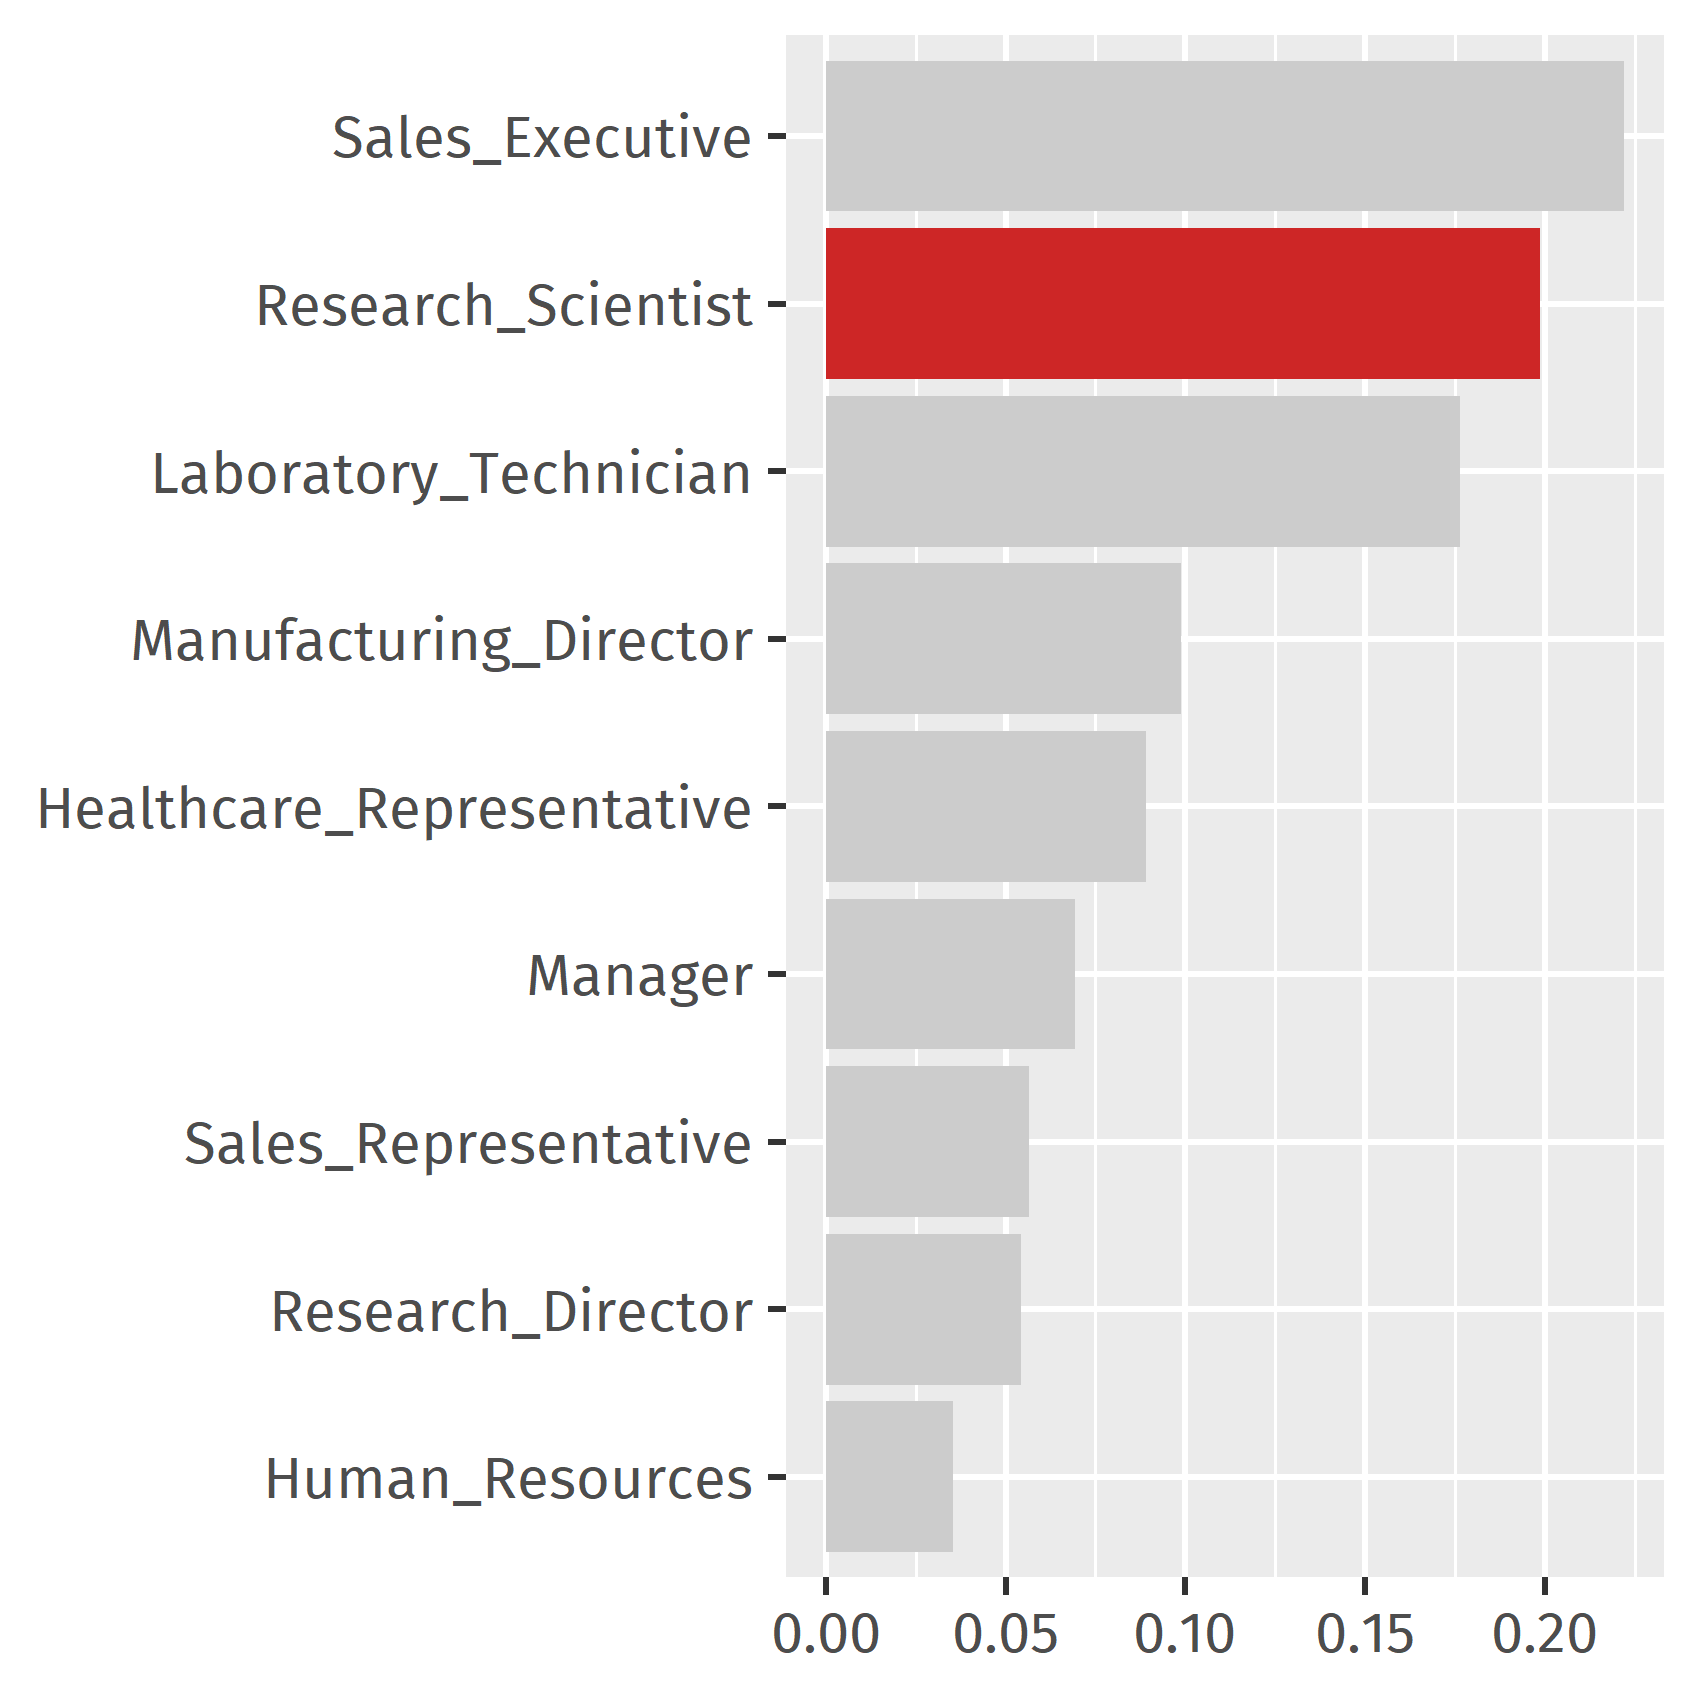 Sales_Executive
Research_Scientist
Laboratory_Technician
Manufacturing_Director
Healthcare_Representative
Manager
Sales_Representative
Research_Director
Human_Resources
0.00 0.05 0.10 0.15 0.20